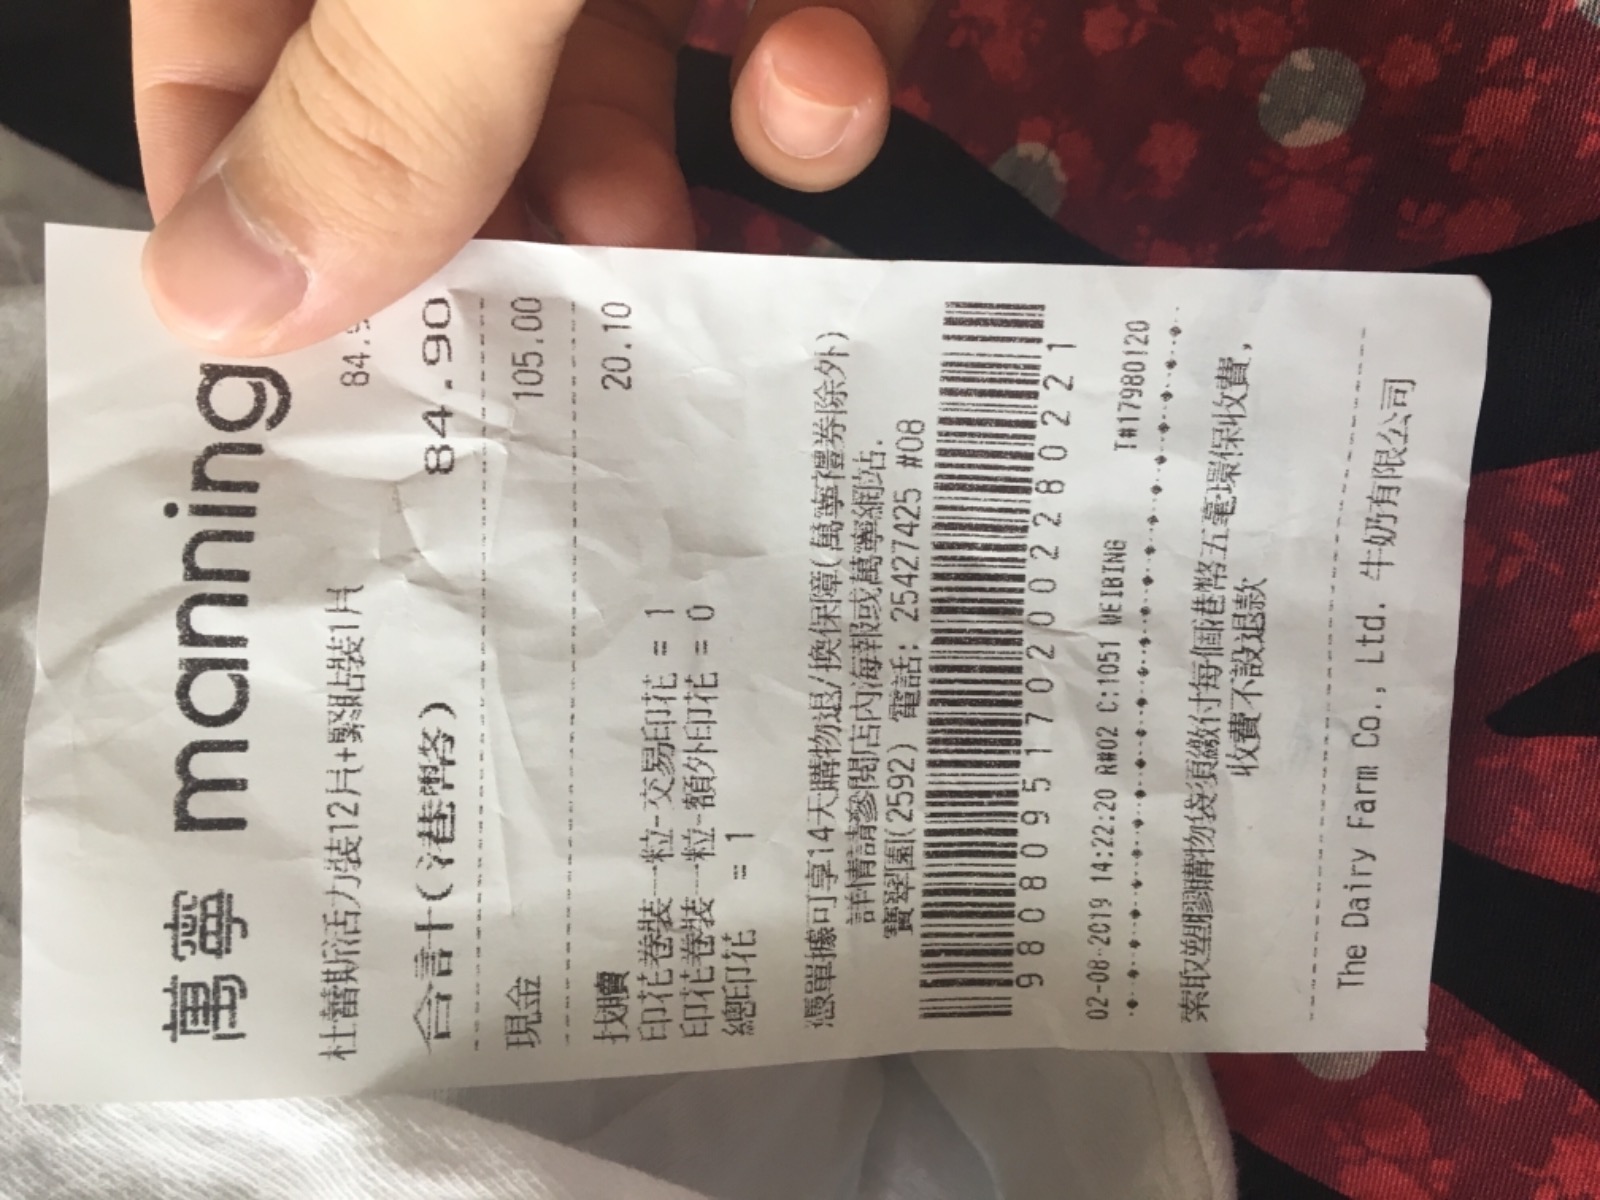 萬寧 manning
杜蕾斯活力裝12片+緊貼裝1片 84.9
合計(港幣) 84.90
現金 105.00
找贖 20.10
印花卷裝一粒-交易印花 = 1
印花卷裝一粒-額外印花 = 0
總印花 = 1
憑單據可享14天購物退/換保障(萬寧禮券除外)
詳情請參閱店內海報或萬寧網站.
寶翠園(2592) 電話: 25427425 #08
98080951702002280221
02-08-2019 14:22:20 R#02 C:1051 WEIBING T#17980120
索取塑膠購物袋須繳付每個港幣五毫環保收費,
收費不設退款
The Dairy Farm Co., Ltd. 牛奶有限公司